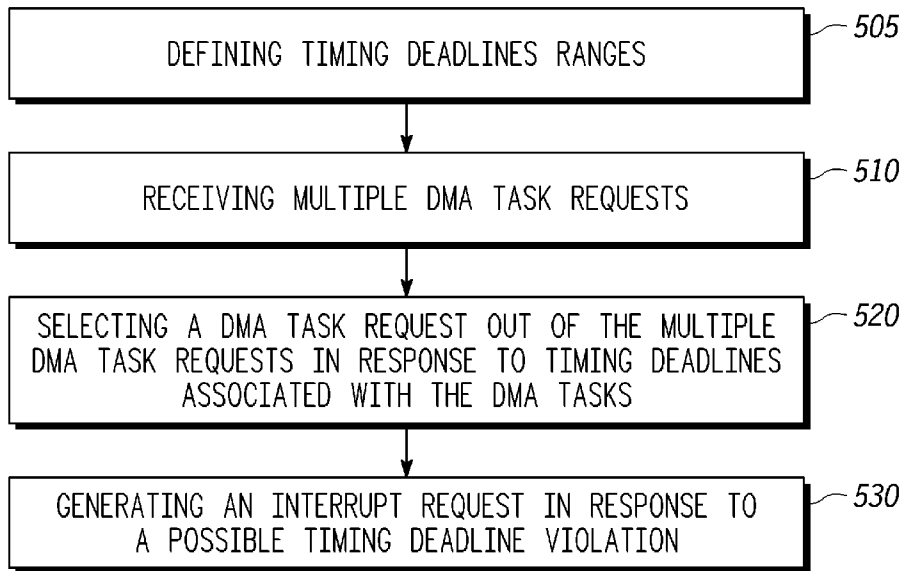 DEFINING TIMING DEADLINES RANGES
505
RECEIVING MULTIPLE DMA TASK REQUESTS
510
SELECTING A DMA TASK REQUEST OUT OF THE MULTIPLE
DMA TASK REQUESTS IN RESPONSE TO TIMING DEADLINES
ASSOCIATED WITH THE DMA TASKS
520
GENERATING AN INTERRUPT REQUEST IN RESPONSE TO
A POSSIBLE TIMING DEADLINE VIOLATION
530